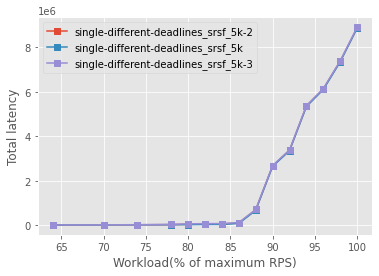 1e6
single-different-deadlines_srsf_5k-2
single-different-deadlines_srsf_5k
single-different-deadlines_srsf_5k-3
8
6
4
2
0
Total latency
65 70 75 80 85 90 95 100
Workload(% of maximum RPS)